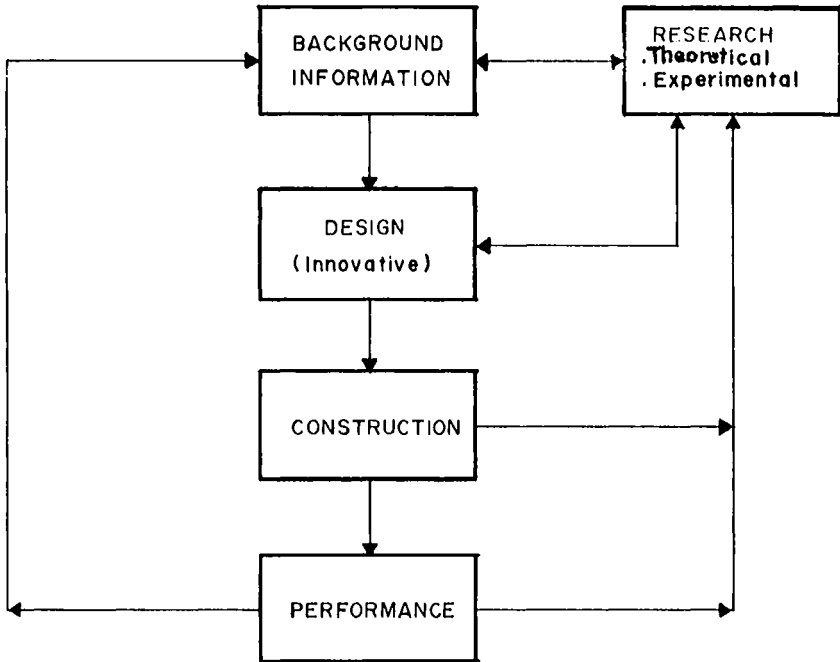 BACKGROUND
INFORMATION
RESEARCH
.Theoretical
.Experimental
DESIGN
(Innovative)
CONSTRUCTION
PERFORMANCE